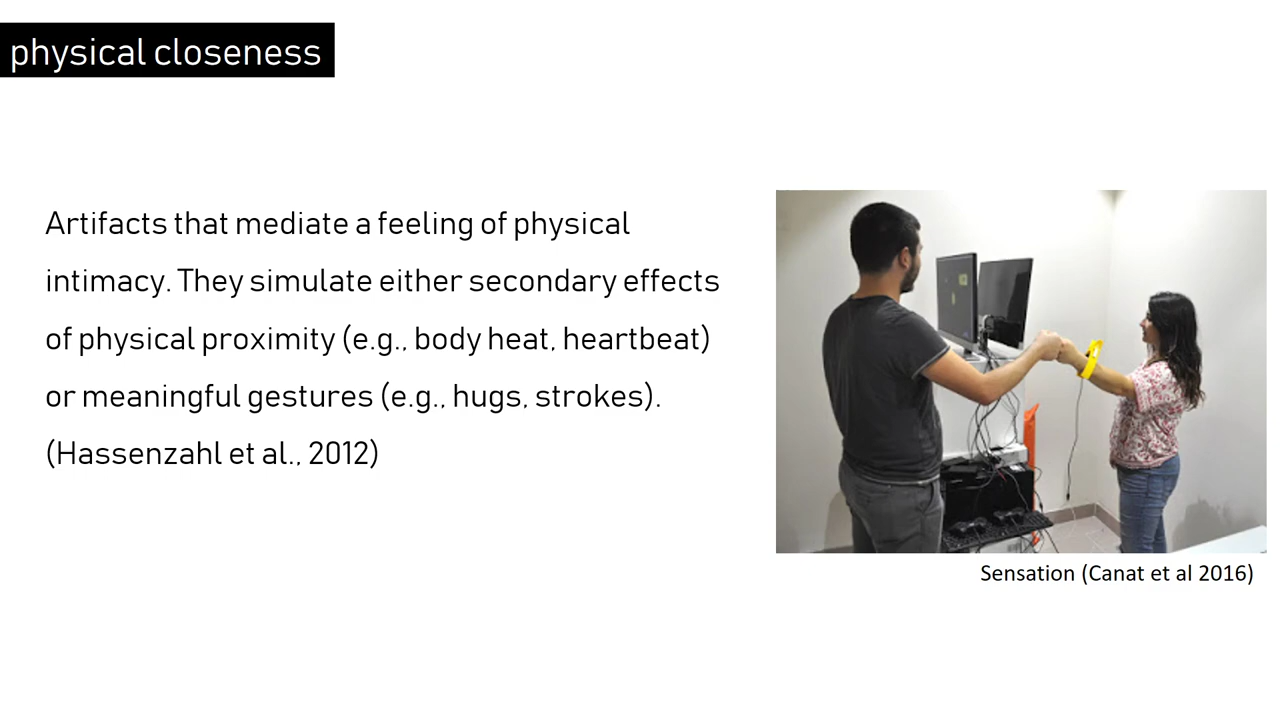 physical closeness
Artifacts that mediate a feeling of physical
intimacy. They simulate either secondary effects
of physical proximity (e.g., body heat, heartbeat)
or meaningful gestures (e.g., hugs, strokes).
(Hassenzahl et al., 2012)
Sensation (Canat et al 2016)